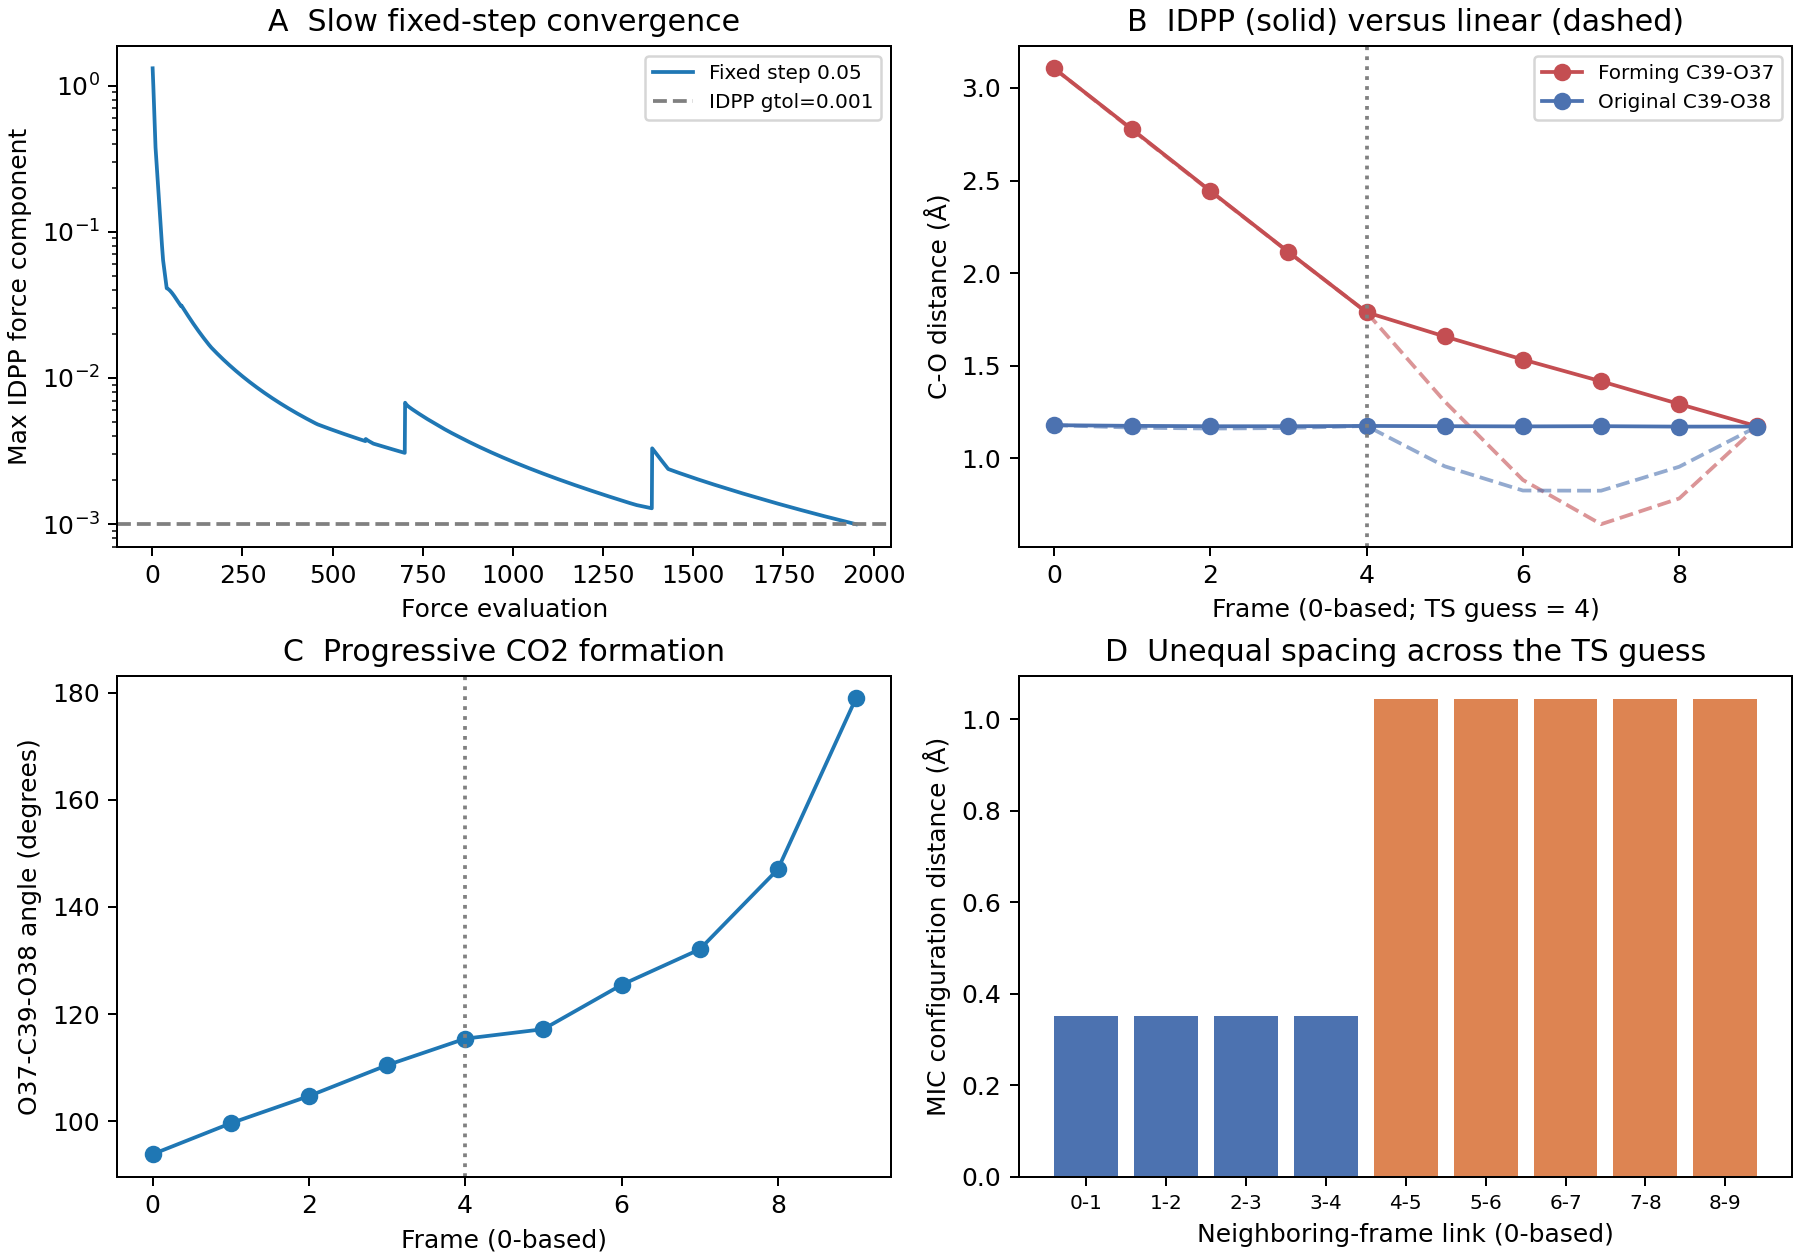 A  Slow fixed-step convergence
Max IDPP force component
10⁰
10⁻¹
10⁻²
10⁻³
Fixed step 0.05
IDPP gtol=0.001
0 250 500 750 1000 1250 1500 1750 2000
Force evaluation
B  IDPP (solid) versus linear (dashed)
C-O distance (Å)
3.0
2.5
2.0
1.5
1.0
Forming C39-O37
Original C39-O38
0 2 4 6 8
Frame (0-based; TS guess = 4)
C  Progressive CO2 formation
O37-C39-O38 angle (degrees)
180
160
140
120
100
0 2 4 6 8
Frame (0-based)
D  Unequal spacing across the TS guess
MIC configuration distance (Å)
1.0
0.8
0.6
0.4
0.2
0.0
0-1 1-2 2-3 3-4 4-5 5-6 6-7 7-8 8-9
Neighboring-frame link (0-based)